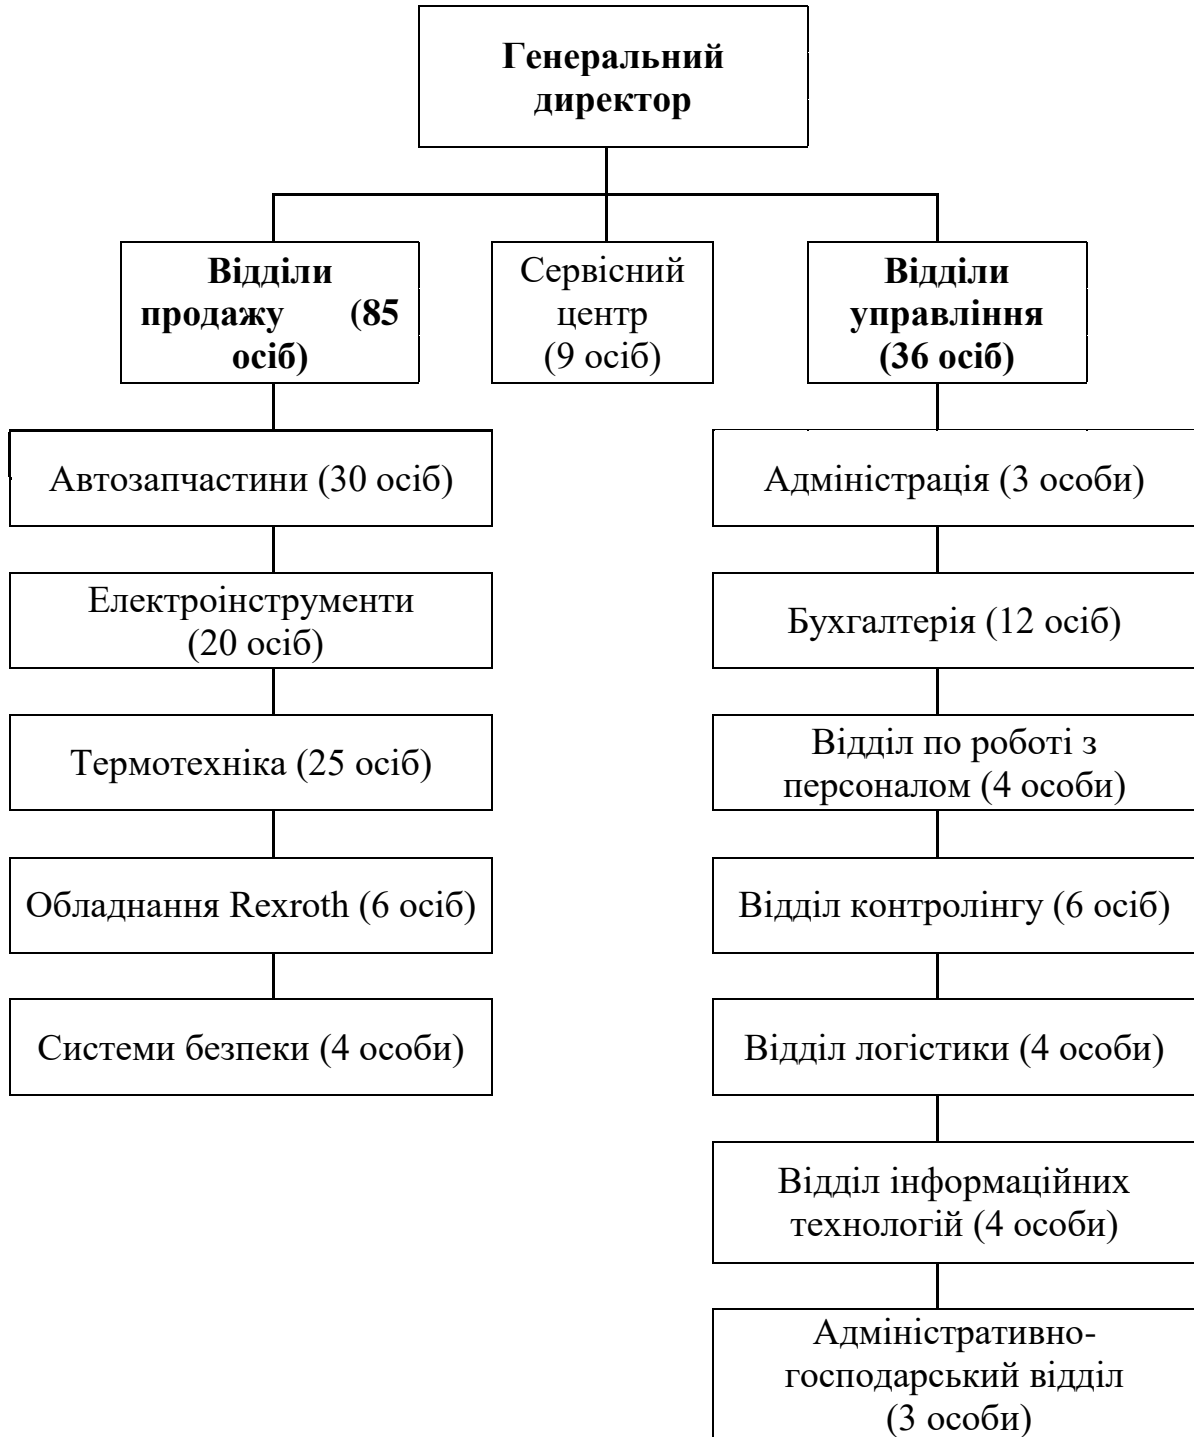 Генеральний
директор
Відділи
продажу (85
осіб)
Сервісний
центр
(9 осіб)
Відділи
управління
(36 осіб)
Автозапчастини (30 осіб)
Електроінструменти
(20 осіб)
Термотехніка (25 осіб)
Обладнання Rexroth (6 осіб)
Системи безпеки (4 особи)
Адміністрація (3 особи)
Бухгалтерія (12 осіб)
Відділ по роботі з
персоналом (4 особи)
Відділ контролінгу (6 осіб)
Відділ логістики (4 особи)
Відділ інформаційних
технологій (4 особи)
Адміністративно-
господарський відділ
(3 особи)